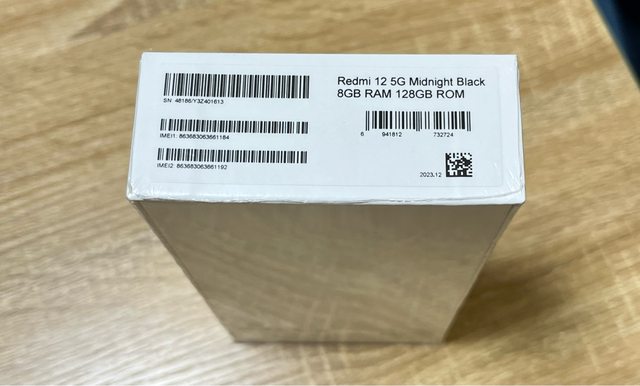 SN: 48186/Y3Z401613
IMEI1: 863683063661184
IMEI2: 863683063661192
Redmi 12 5G Midnight Black
8GB RAM 128GB ROM
6 941812 732724
2023.12